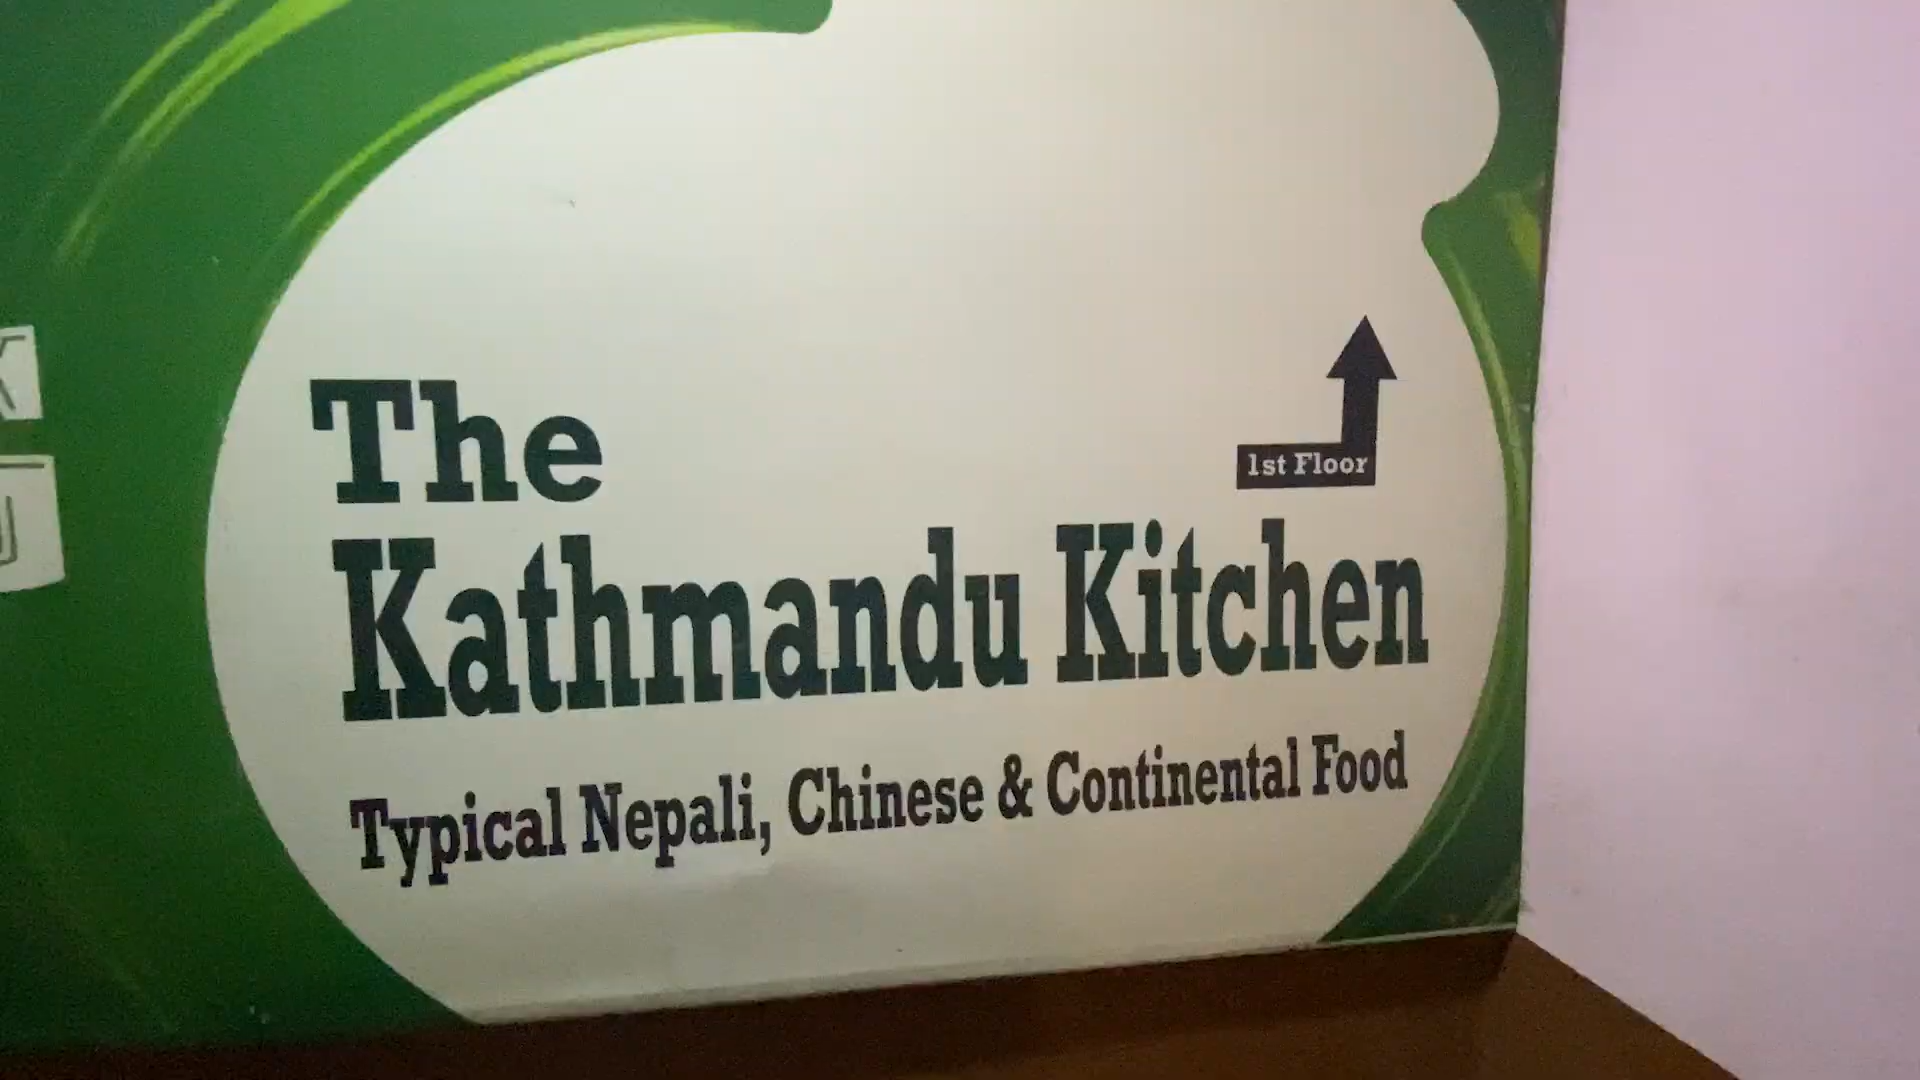 The
1st Floor
Kathmandu Kitchen
Typical Nepali, Chinese & Continental Food